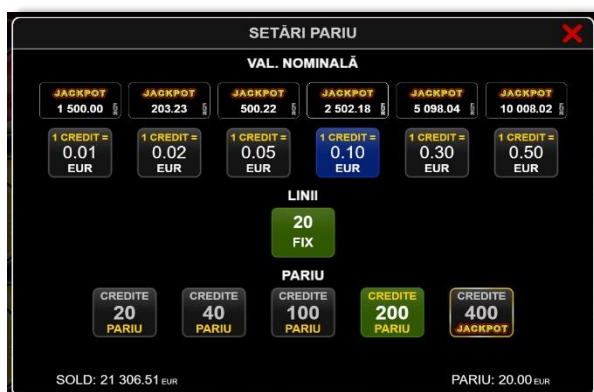 SETĂRI PARIU
VAL. NOMINALĂ
JACKPOT JACKPOT JACKPOT JACKPOT JACKPOT JACKPOT
1 500.00 203.23 500.22 2 502.18 5 098.04 10 008.02
1 CREDIT = 1 CREDIT = 1 CREDIT = 1 CREDIT = 1 CREDIT = 1 CREDIT =
0.01 0.02 0.05 0.10 0.30 0.50
EUR EUR EUR EUR EUR EUR
LINII
20
FIX
PARIU
CREDITE CREDITE CREDITE CREDITE CREDITE
20 40 100 200 400
PARIU PARIU PARIU PARIU JACKPOT
SOLD: 21 306.51 EUR PARIU: 20.00 EUR